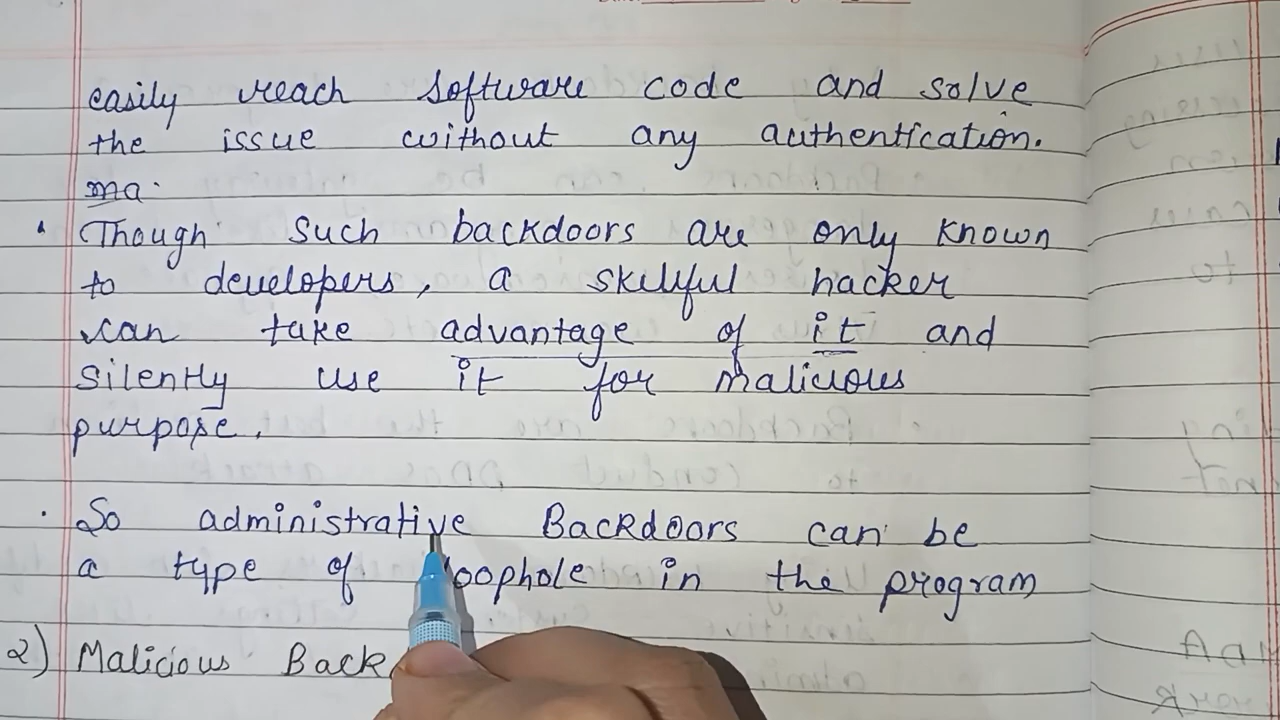 easily reach software code and solve
the issue without any authentication.
ma.
• Though such backdoors are only known
to developers, a skilful hacker
can take advantage of it and
silently use it for malicious
purpose.
• So administrative Backdoors can be
a type of loophole in the program
2) Malicious Back